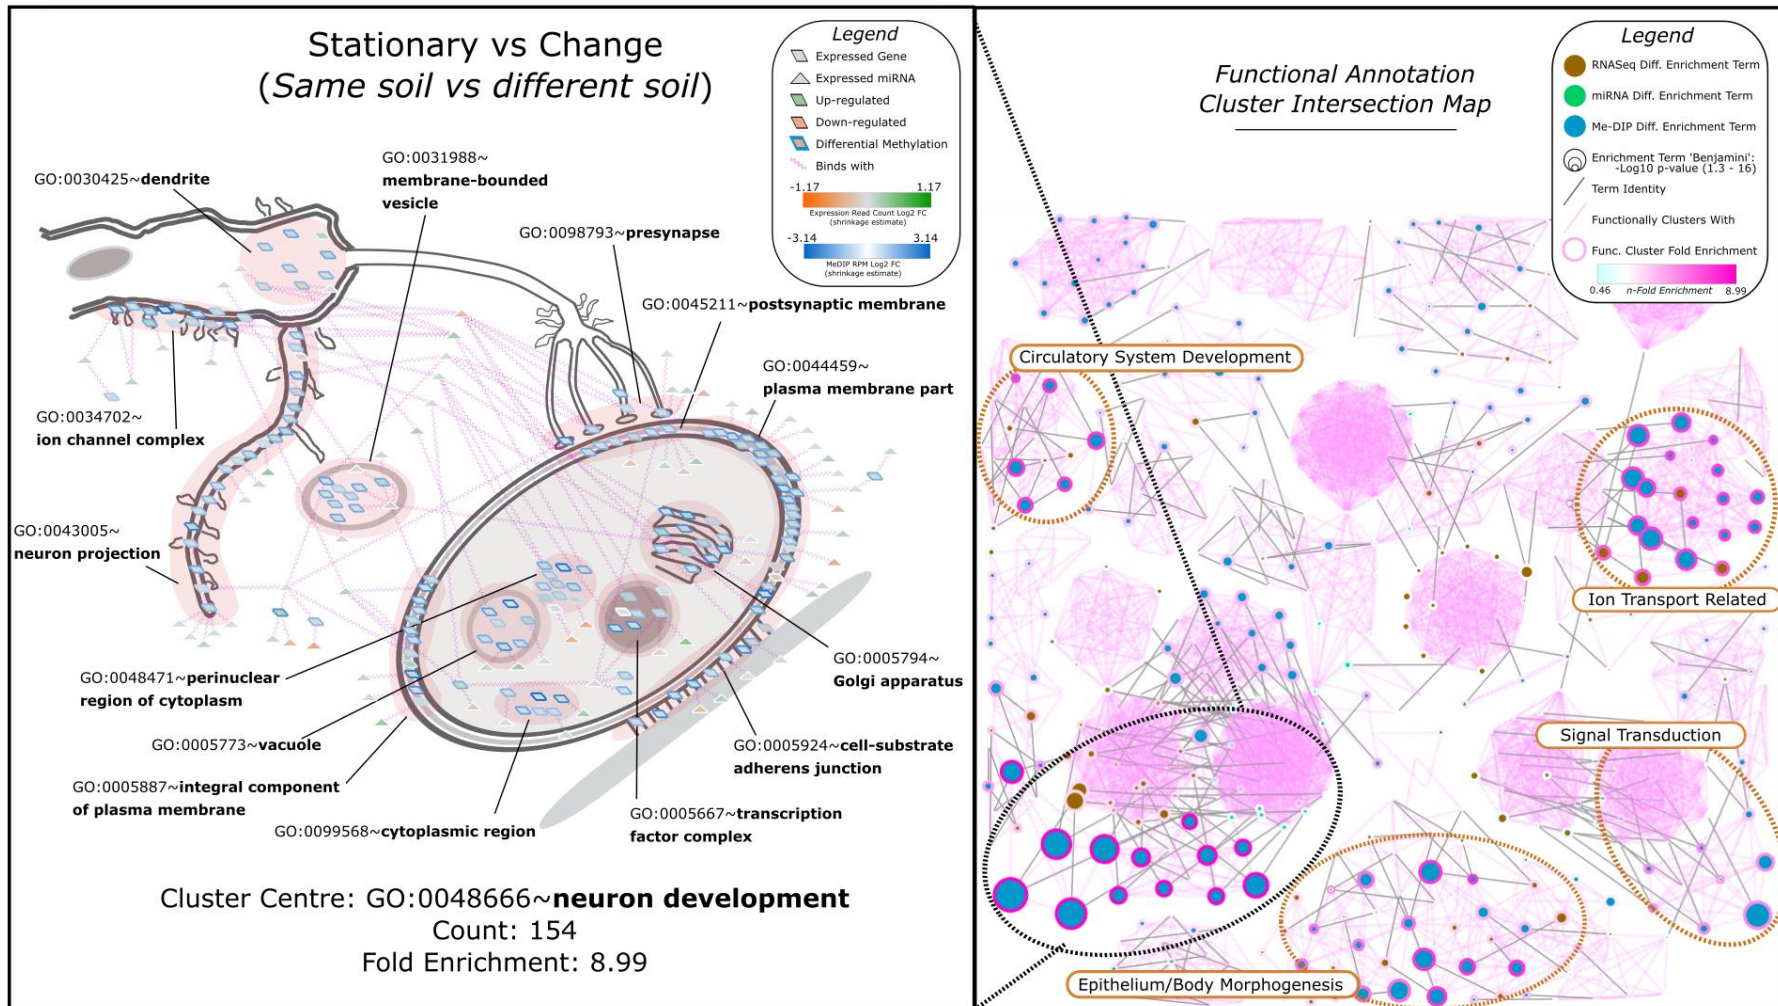 Stationary vs Change
(Same soil vs different soil)
Legend
Expressed Gene
Expressed miRNA
Up-regulated
Down-regulated
Differential Methylation
Binds with
-1.17 1.17
Expression Read Count Log2 FC
(shrinkage estimate)
-3.14 3.14
MeDIP RPM Log2 FC
(shrinkage estimate)
GO:0030425~dendrite
GO:0031988~
membrane-bounded
vesicle
GO:0098793~presynapse
GO:0045211~postsynaptic membrane
GO:0044459~
plasma membrane part
GO:0034702~
ion channel complex
GO:0043005~
neuron projection
GO:0048471~perinuclear
region of cytoplasm
GO:0005773~vacuole
GO:0005887~integral component
of plasma membrane
GO:0099568~cytoplasmic region
GO:0005667~transcription
factor complex
GO:0005924~cell-substrate
adherens junction
GO:0005794~
Golgi apparatus
Cluster Centre: GO:0048666~neuron development
Count: 154
Fold Enrichment: 8.99
Functional Annotation
Cluster Intersection Map
Legend
RNASeq Diff. Enrichment Term
miRNA Diff. Enrichment Term
Me-DIP Diff. Enrichment Term
Enrichment Term 'Benjamini':
-Log10 p-value (1.3 - 16)
Term Identity
Functionally Clusters With
Func. Cluster Fold Enrichment
0.46 n-Fold Enrichment 8.99
Circulatory System Development
Ion Transport Related
Signal Transduction
Epithelium/Body Morphogenesis